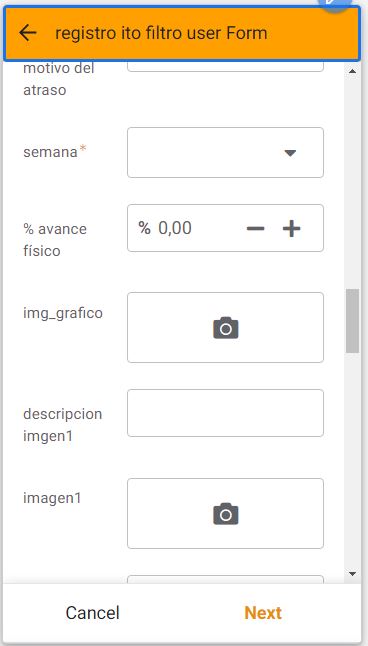 registro ito filtro user Form
motivo del
atraso
semana*
% avance
físico
% 0,00
img_grafico
descripcion
imgen1
imagen1
Cancel
Next